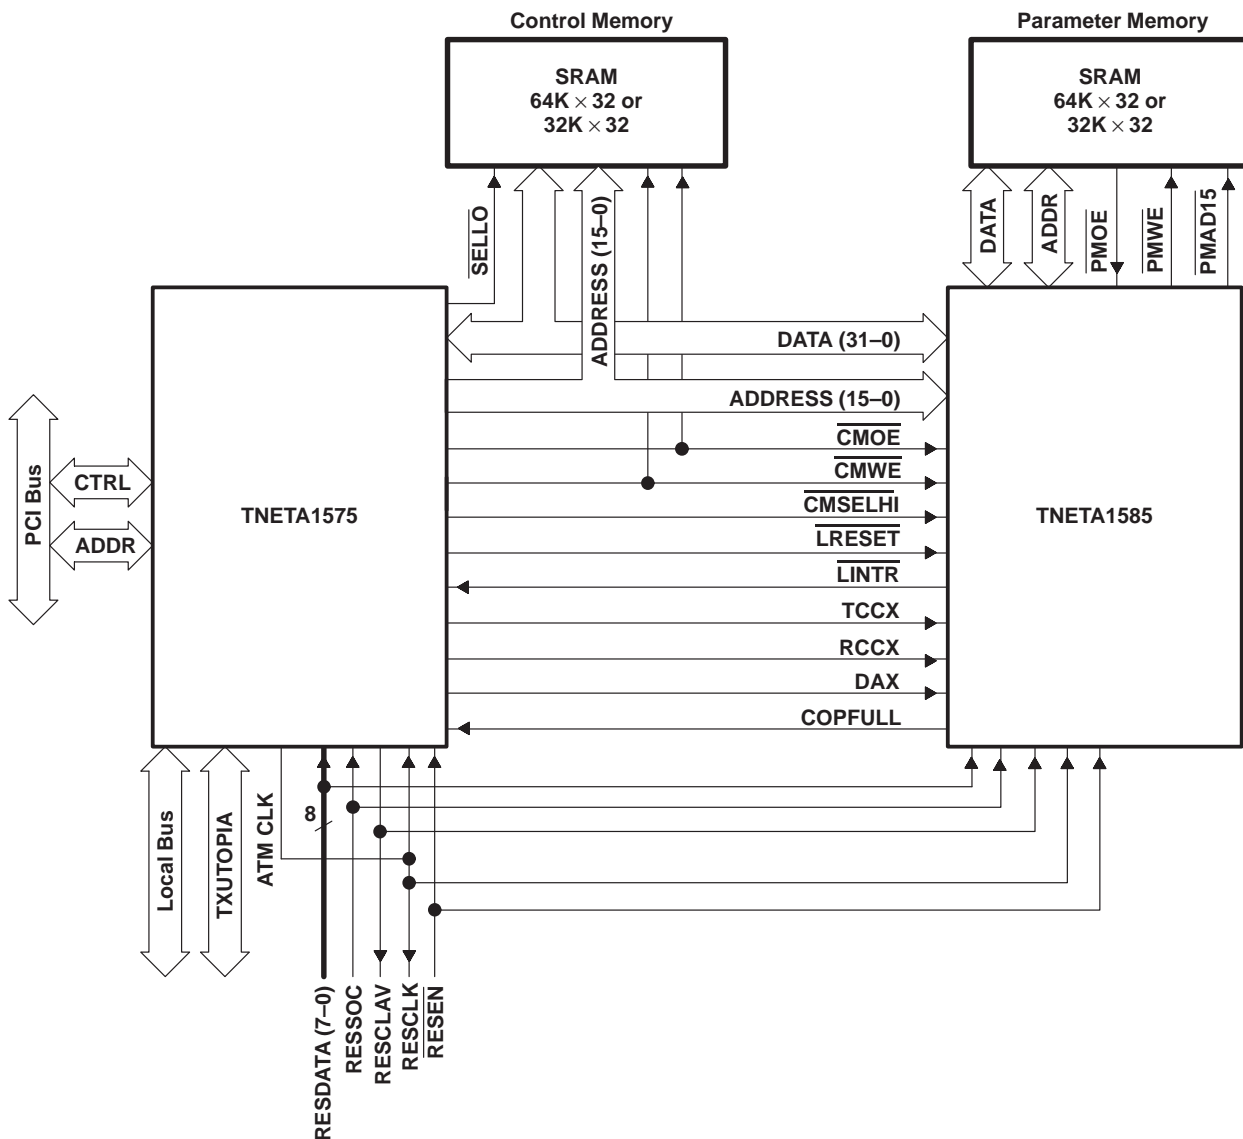 Control Memory
Parameter Memory
SRAM
64K × 32 or
32K × 32
SRAM
64K × 32 or
32K × 32
SELLO
ADDRESS (15–0)
DATA
ADDR
PMOE
PMWE
PMAD15
DATA (31–0)
ADDRESS (15–0)
CMOE
CMWE
CMSELHI
LRESET
LINTR
TCCX
RCCX
DAX
COPFULL
PCI Bus
CTRL
ADDR
TNETA1575
TNETA1585
Local Bus
TXUTOPIA
ATM CLK
8
RESDATA (7–0)
RESSOC
RESCLAV
RESCLK
RESEN